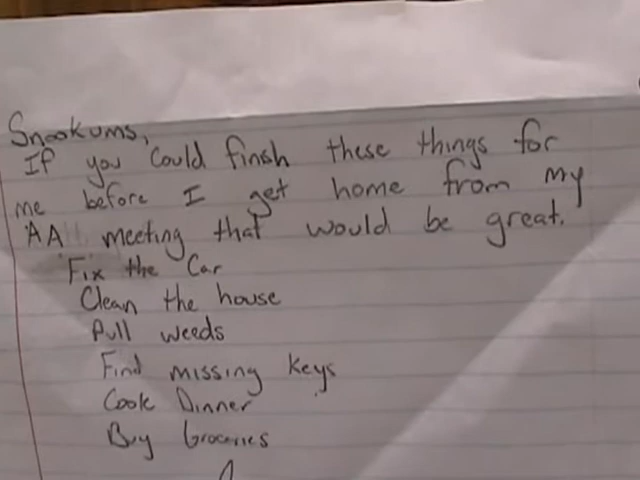 Snookums,
If you could finsh these things for
me before I get home from my
AA meeting that would be great.
Fix the Car
Clean the house
Pull weeds
Find missing keys
Cook Dinner
Buy Groceries